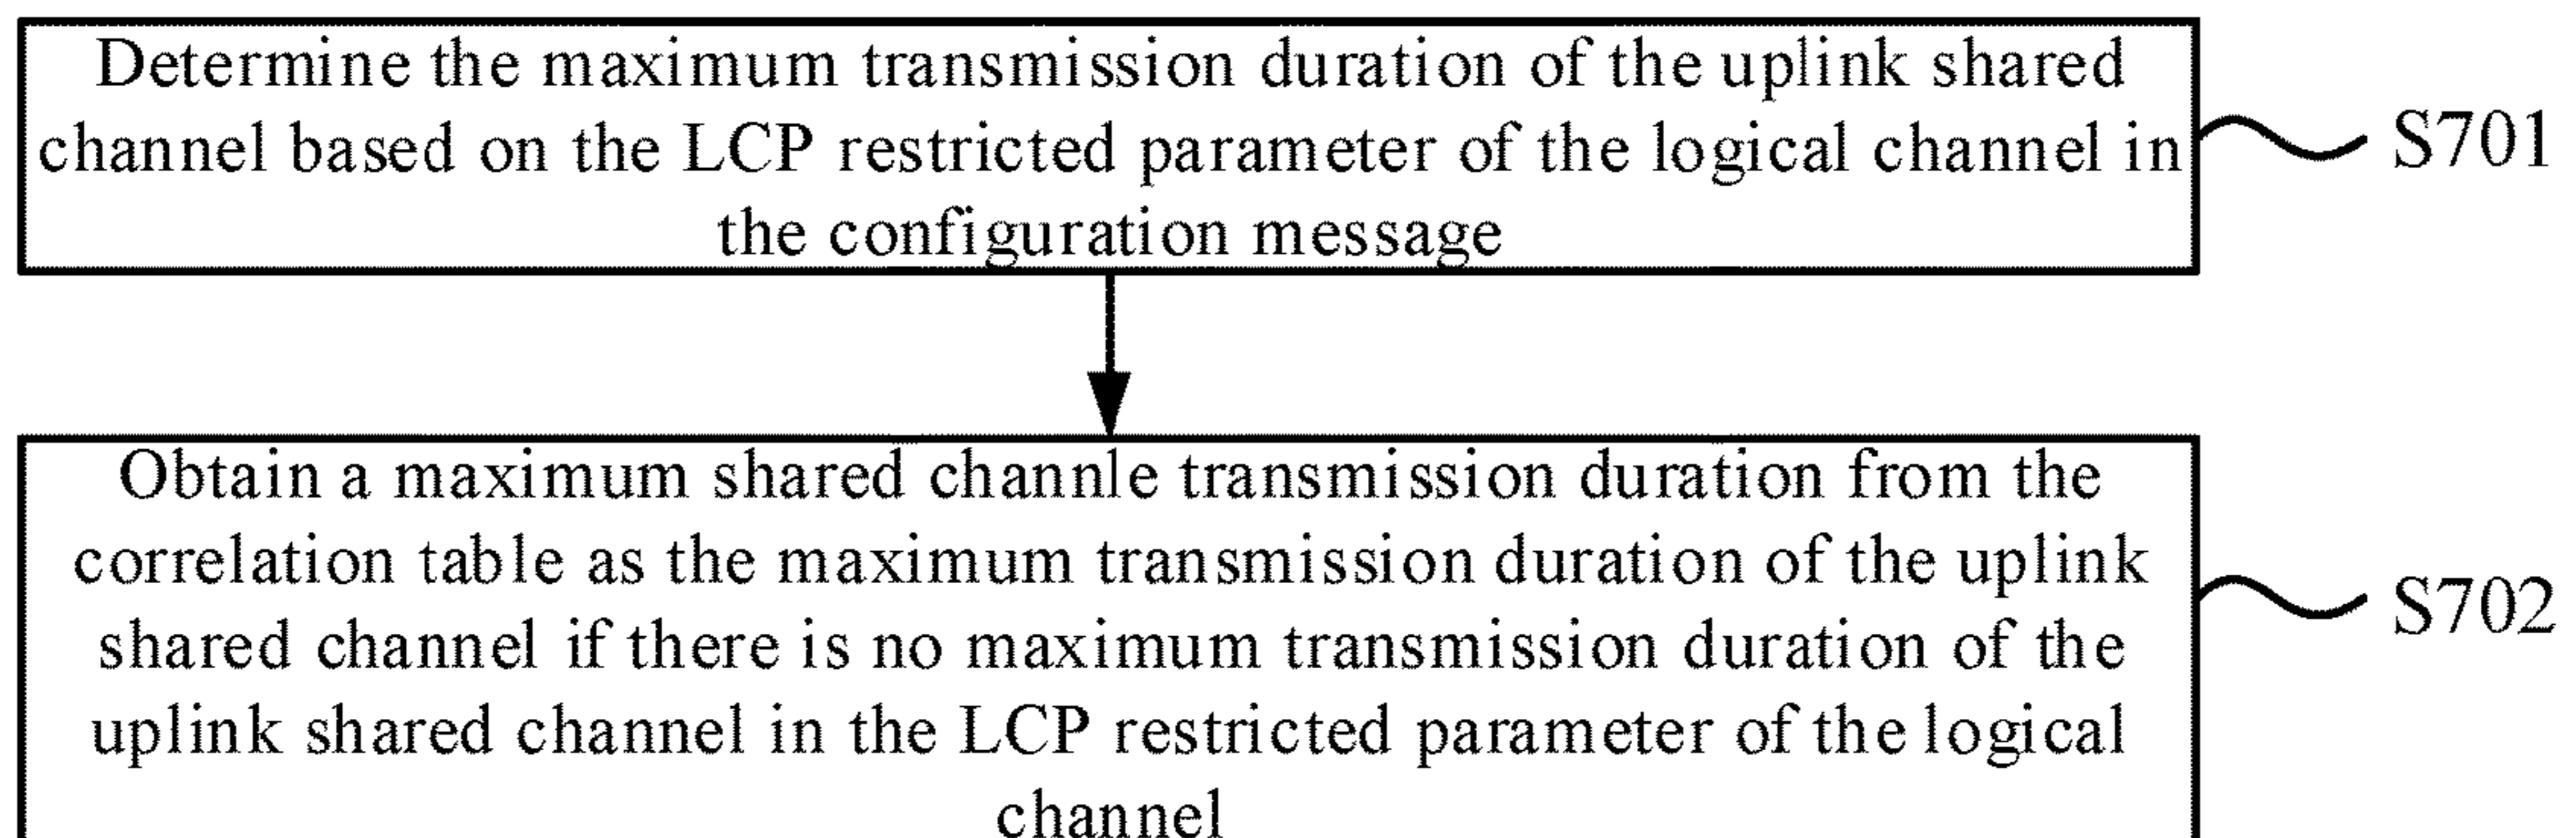 Determine the maximum transmission duration of the uplink shared
channel based on the LCP restricted parameter of the logical channel in
the configuration message
S701
Obtain a maximum shared channle transmission duration from the
correlation table as the maximum transmission duration of the uplink
shared channel if there is no maximum transmission duration of the
uplink shared channel in the LCP restricted parameter of the logical
channel
S702